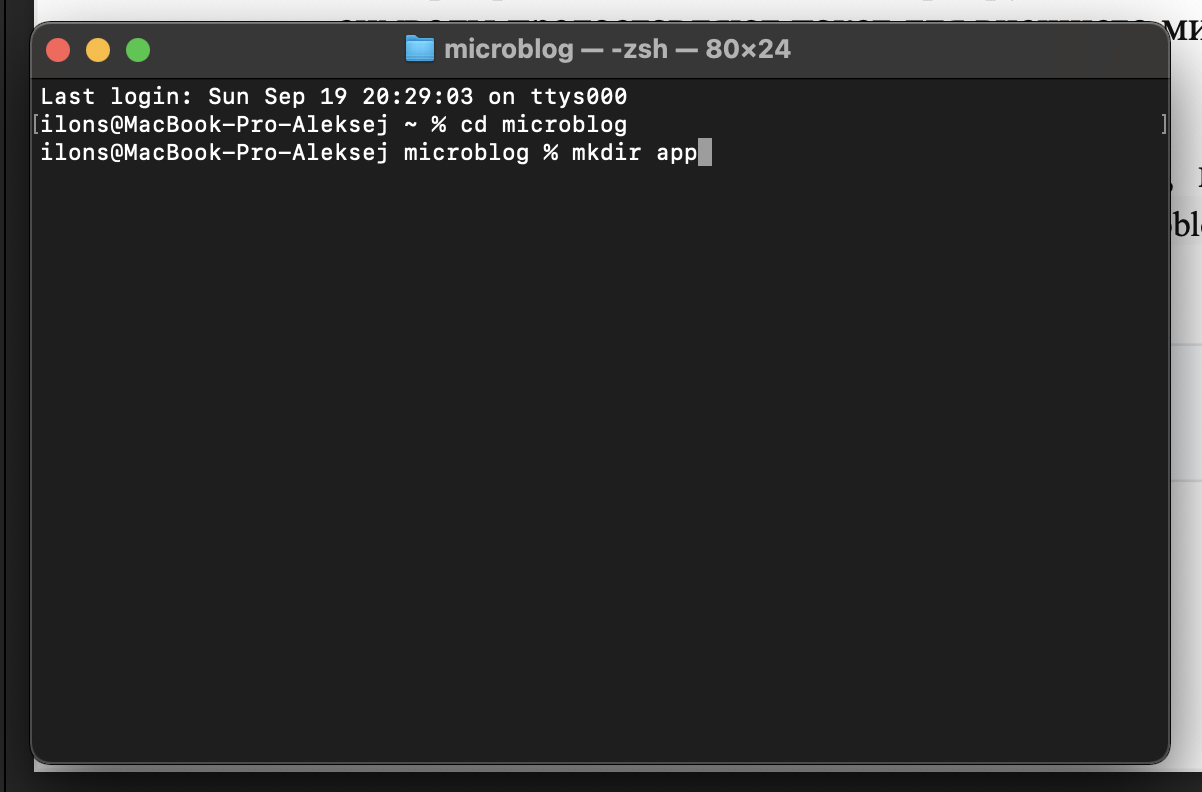 microblog — -zsh — 80×24
Last login: Sun Sep 19 20:29:03 on ttys000
[ilons@MacBook-Pro-Aleksej ~ % cd microblog ]
ilons@MacBook-Pro-Aleksej microblog % mkdir app